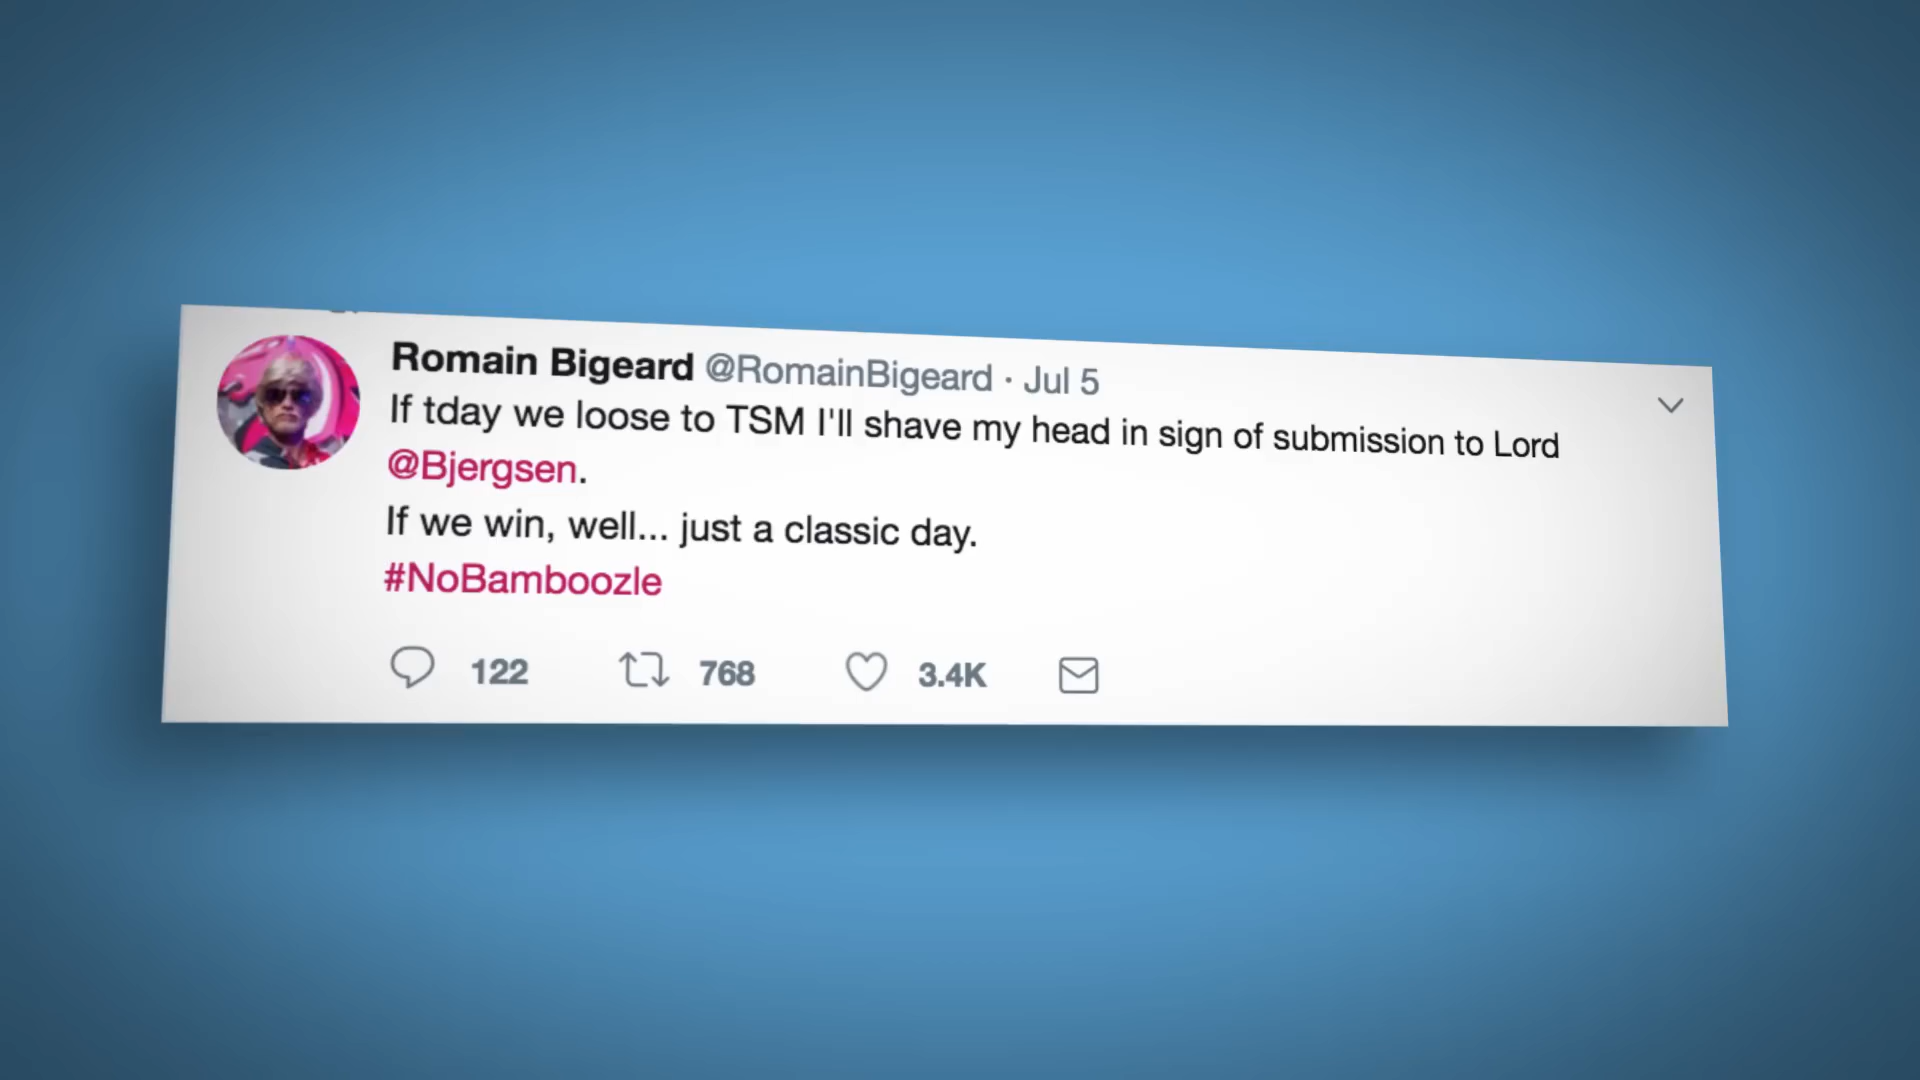 Romain Bigeard @RomainBigeard · Jul 5
If tday we loose to TSM I'll shave my head in sign of submission to Lord
@Bjergsen.
If we win, well... just a classic day.
#NoBamboozle
122 768 3.4K